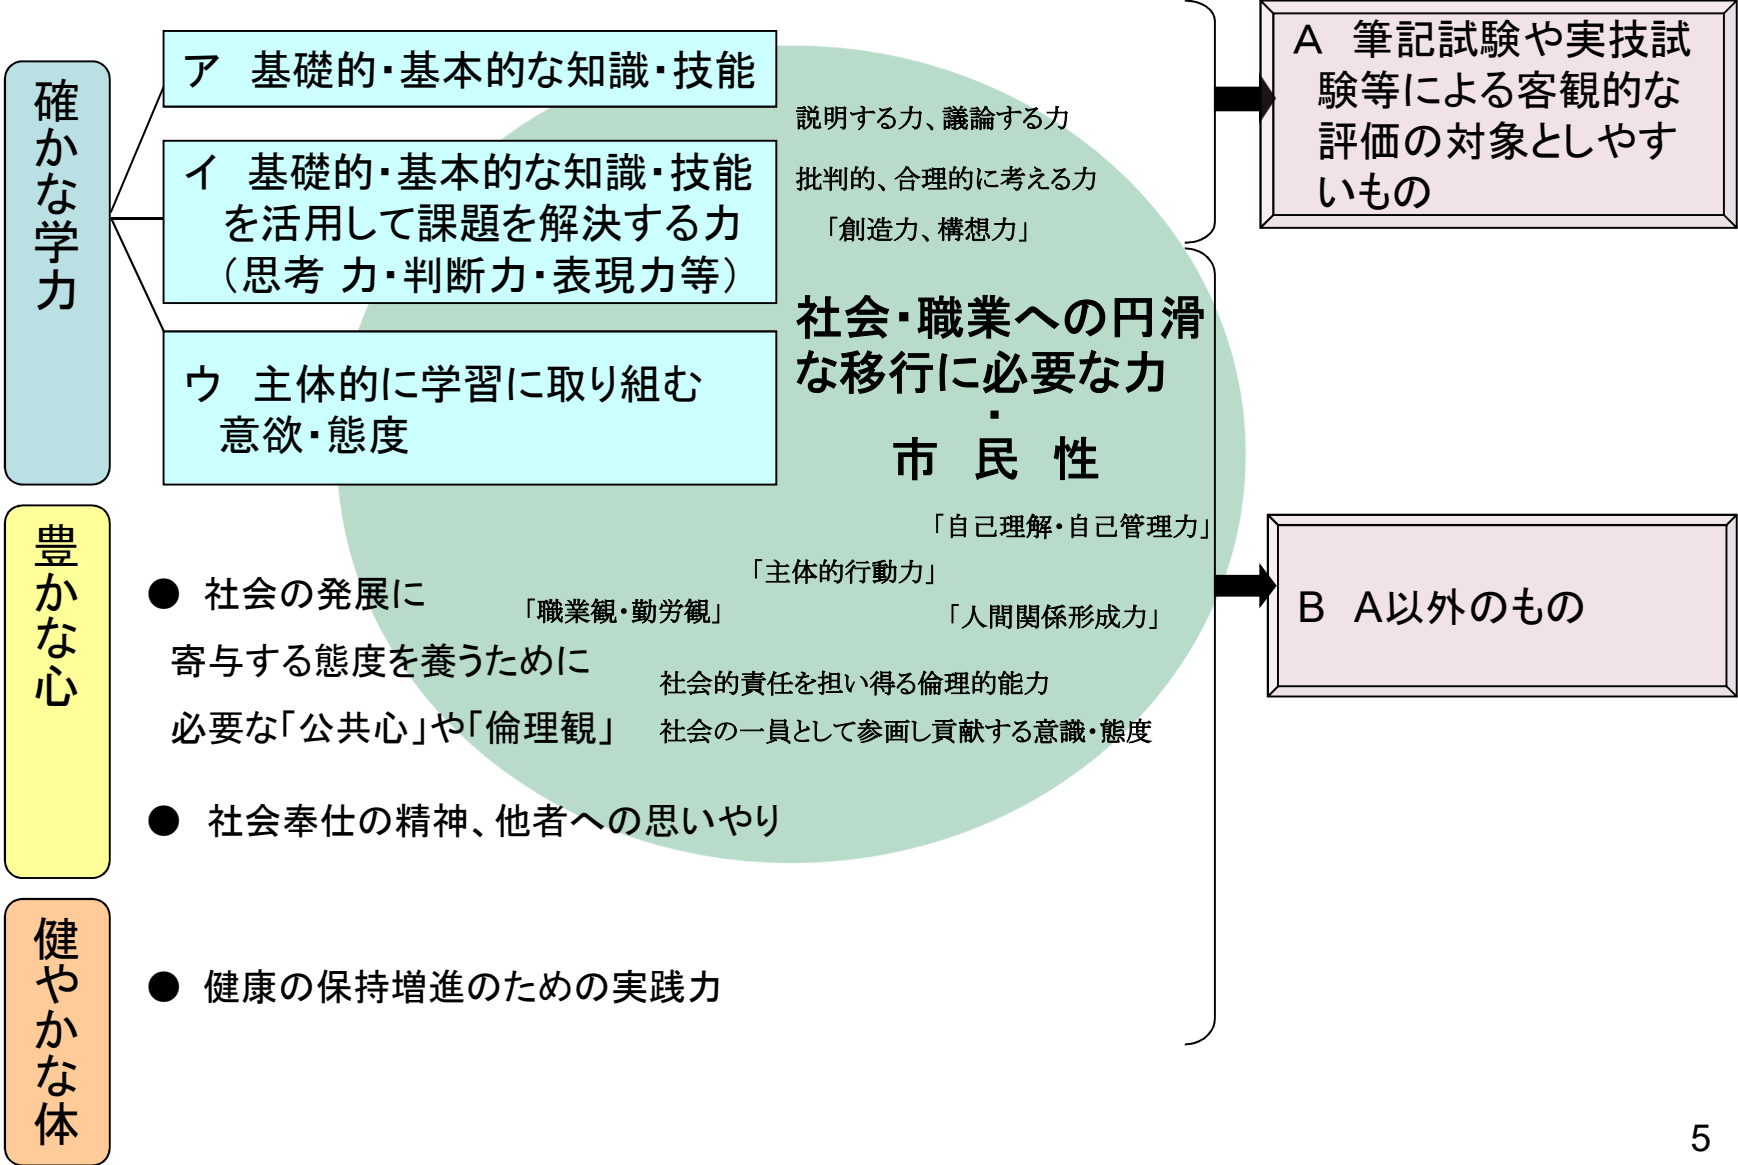 確かな学力
ア 基礎的・基本的な知識・技能
イ 基礎的・基本的な知識・技能
を活用して課題を解決する力
（思考 力・判断力・表現力等）
ウ 主体的に学習に取り組む
意欲・態度
説明する力、議論する力
批判的、合理的に考える力
「創造力、構想力」
社会・職業への円滑
な移行に必要な力
・
市 民 性
「自己理解・自己管理力」
「主体的行動力」
「職業観・勤労観」
「人間関係形成力」
社会的責任を担い得る倫理的能力
社会の一員として参画し貢献する意識・態度
豊かな心
● 社会の発展に
寄与する態度を養うために
必要な「公共心」や「倫理観」
● 社会奉仕の精神、他者への思いやり
健やかな体
● 健康の保持増進のための実践力
A 筆記試験や実技試
験等による客観的な
評価の対象としやす
いもの
B A以外のもの
5